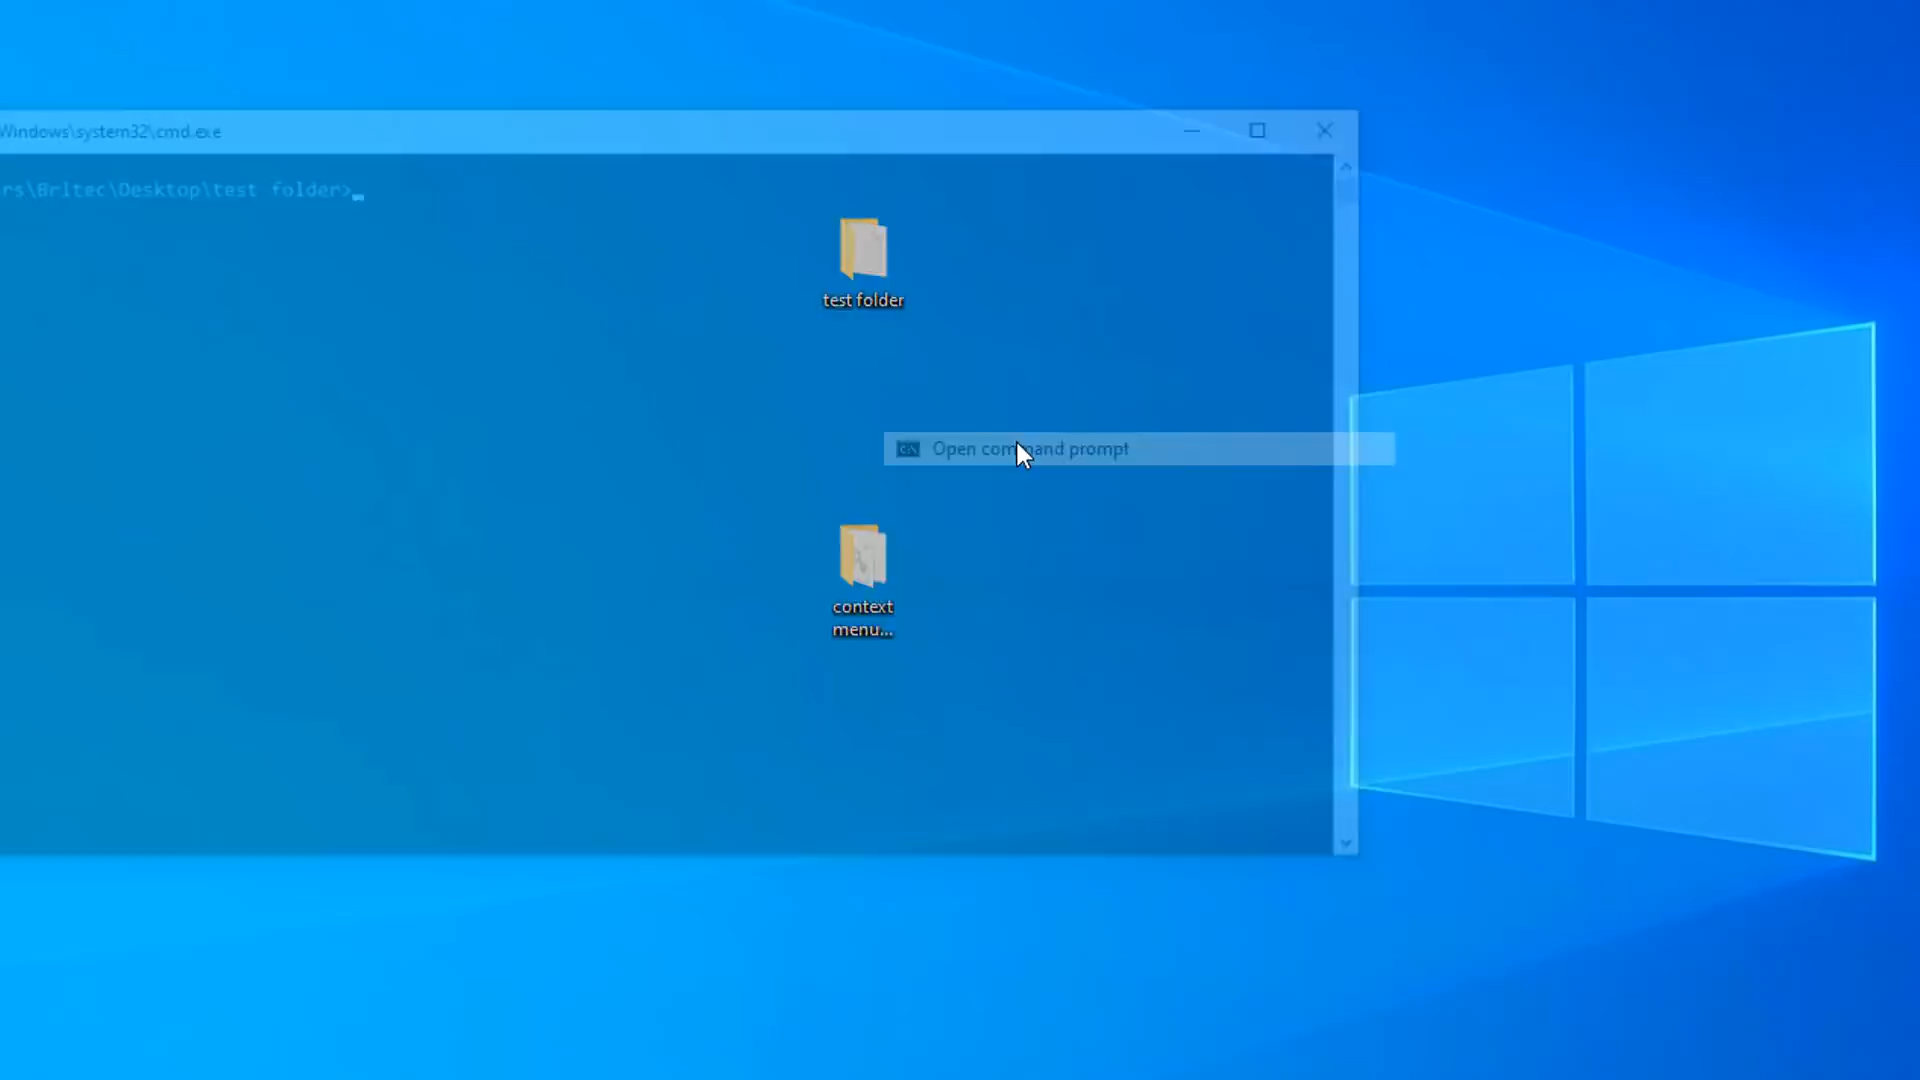 Windows\system32\cmd.exe
rs\Britec\Desktop\test folder>
test folder
Open command prompt
context
menu...